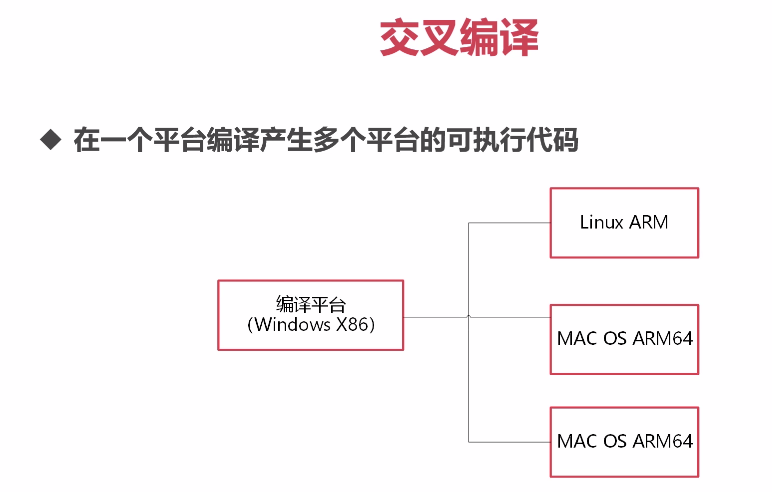 交叉编译
在一个平台编译产生多个平台的可执行代码
Linux ARM
编译平台
（Windows X86）
MAC OS ARM64
MAC OS ARM64